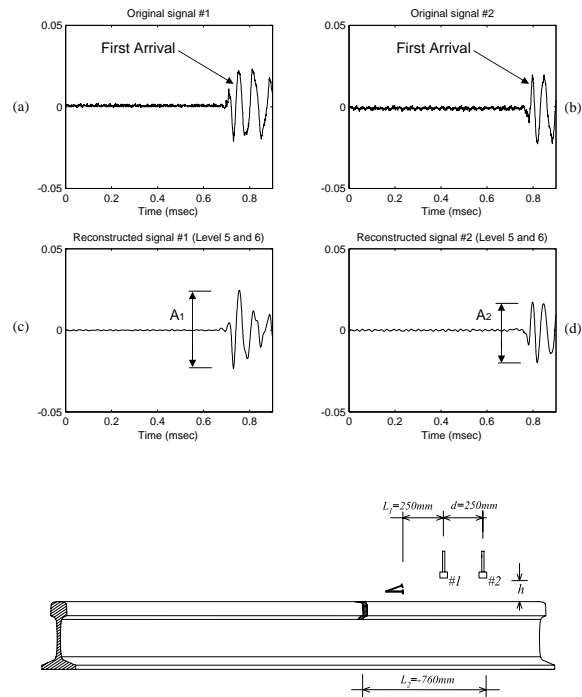 Original signal #1
Original signal #2
0.05
0.05
First Arrival
First Arrival
(a)
0
0
(b)
-0.05
-0.05
0 0.2 0.4 0.6 0.8
0 0.2 0.4 0.6 0.8
Time (msec)
Time (msec)
Reconstructed signal #1 (Level 5 and 6)
Reconstructed signal #2 (Level 5 and 6)
0.05
0.05
A1
A2
(c)
0
0
(d)
-0.05
-0.05
0 0.2 0.4 0.6 0.8
0 0.2 0.4 0.6 0.8
Time (msec)
Time (msec)
L1=250mm
d=250mm
#1
#2
h
L2=760mm